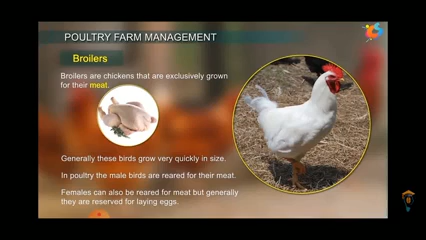 POULTRY FARM MANAGEMENT
Broilers
Broilers are chickens that are exclusively grown
for their meat.
Generally these birds grow very quickly in size.
In poultry the male birds are reared for their meat.
Females can also be reared for meat but generally
they are reserved for laying eggs.